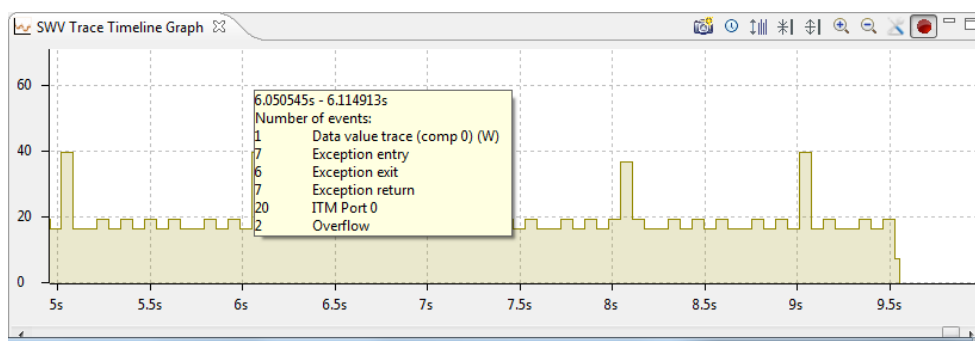 SWV Trace Timeline Graph
60
40
20
0
6.050545s - 6.114913s
Number of events:
1 Data value trace (comp 0) (W)
7 Exception entry
6 Exception exit
7 Exception return
20 ITM Port 0
2 Overflow
5s 5.5s 6s 6.5s 7s 7.5s 8s 8.5s 9s 9.5s